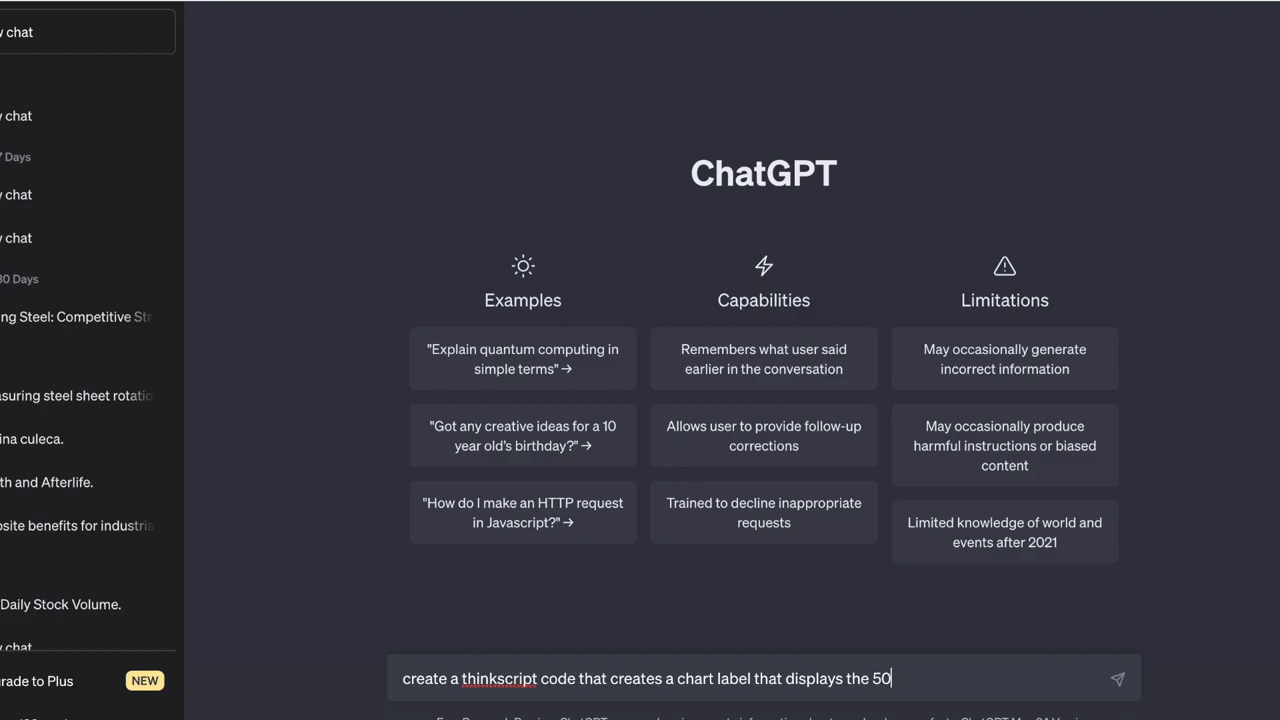 w chat
w chat
7 Days
w chat
w chat
30 Days
ng Steel: Competitive Str
asuring steel sheet rotatio
ina culeca.
th and Afterlife.
osite benefits for industria
Daily Stock Volume.
w chat
grade to Plus
NEW
ChatGPT
Examples
"Explain quantum computing in
simple terms" →
"Got any creative ideas for a 10
year old's birthday?" →
"How do I make an HTTP request
in Javascript?" →
Capabilities
Remembers what user said
earlier in the conversation
Allows user to provide follow-up
corrections
Trained to decline inappropriate
requests
Limitations
May occasionally generate
incorrect information
May occasionally produce
harmful instructions or biased
content
Limited knowledge of world and
events after 2021
create a thinkscript code that creates a chart label that displays the 50